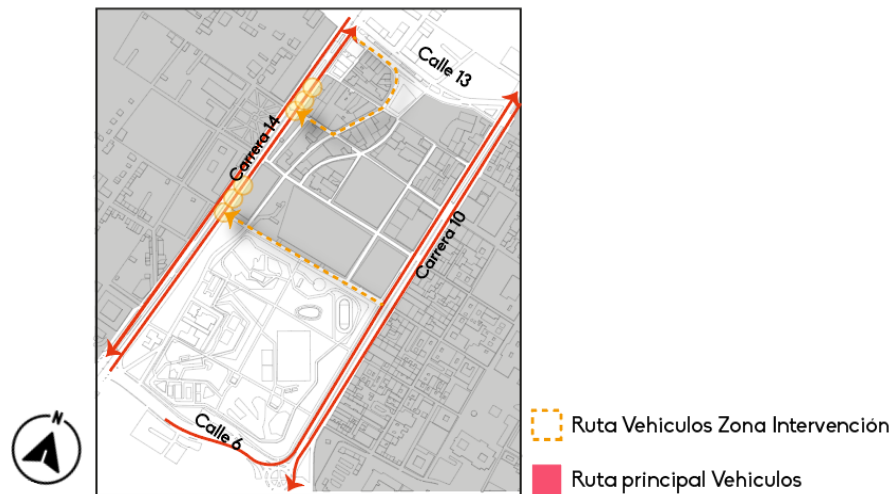 Calle 13
Carrera 14
Carrera 10
Calle 6
N
Ruta Vehiculos Zona Intervención
Ruta principal Vehiculos